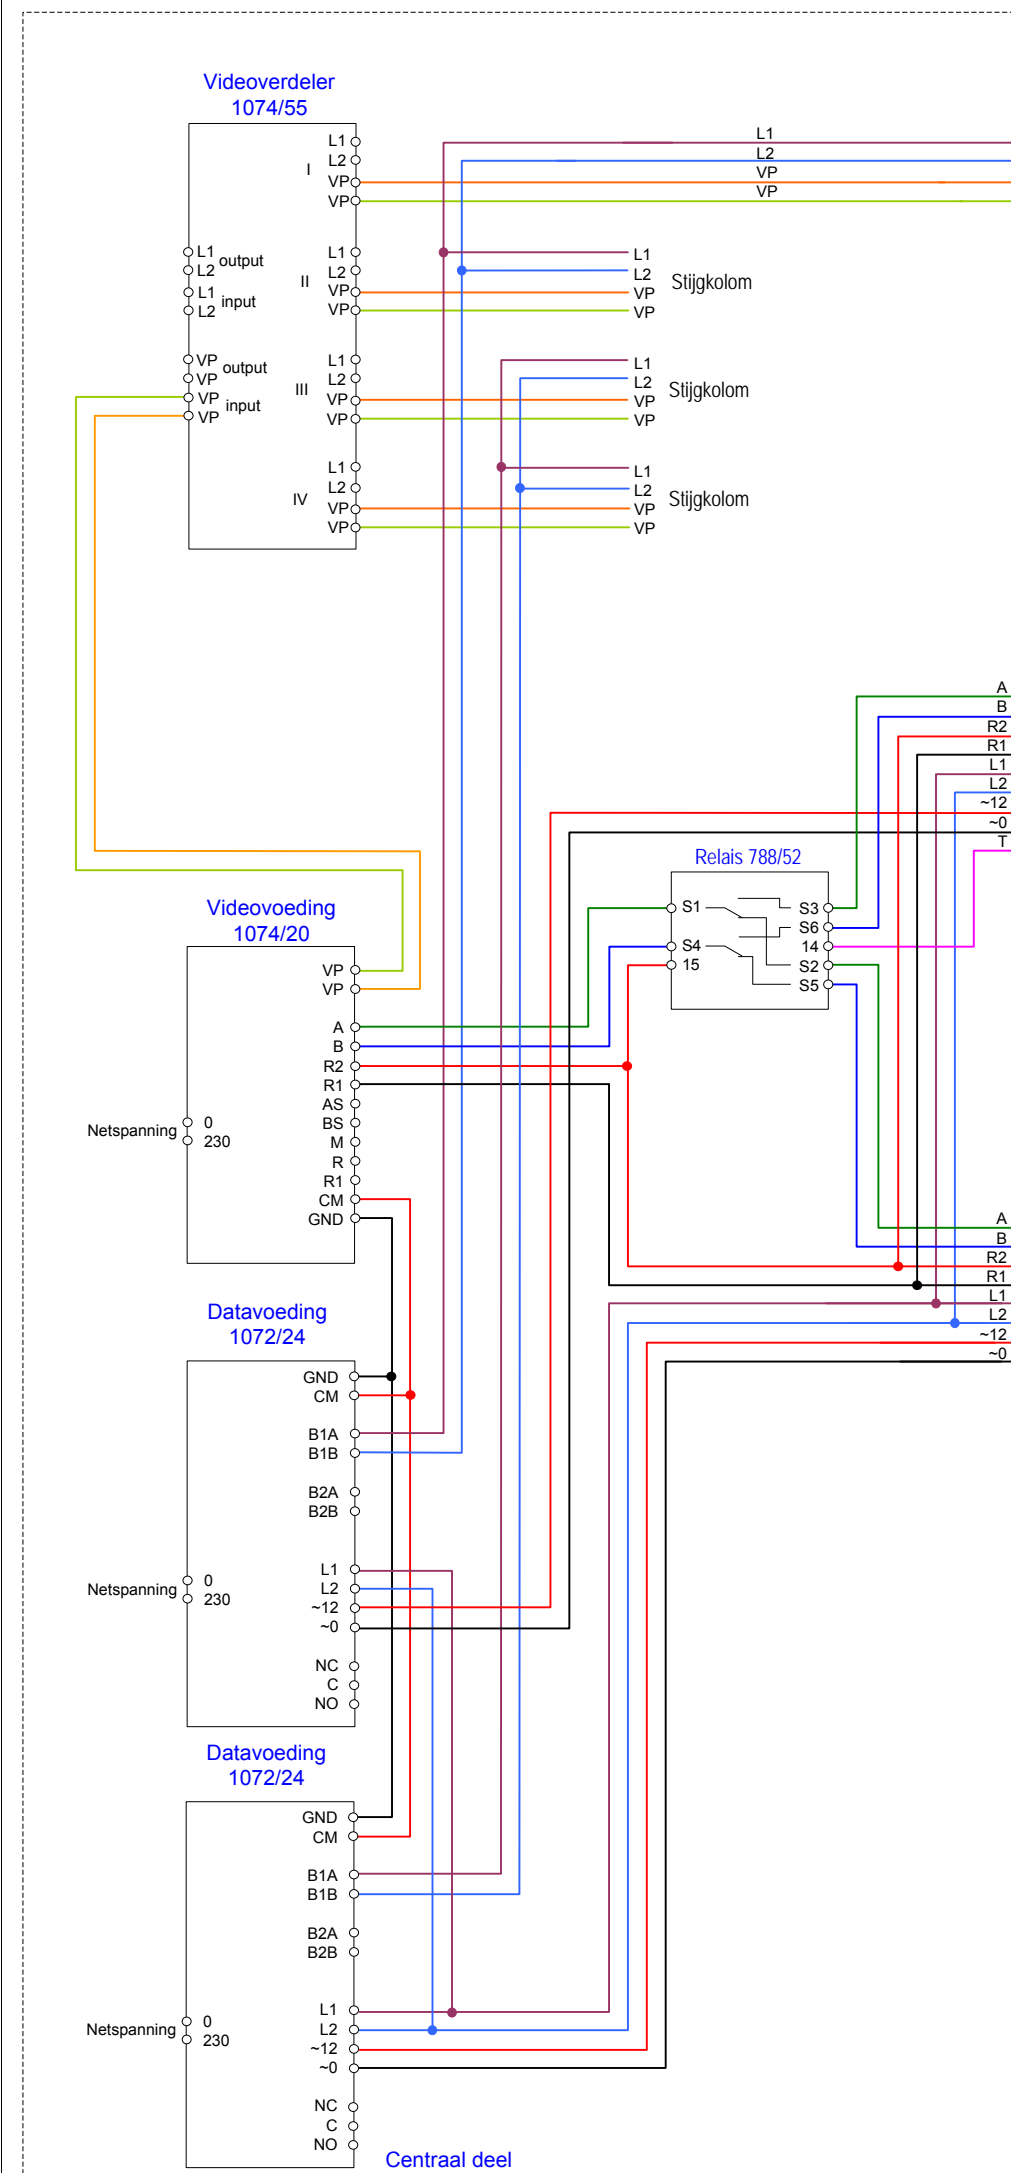 Videoverdeler
1074/55
L1
L2
I
VP
VP
L1
L2
VP
VP
L1
output
L2
L1
input
L2
L1
L2
II
VP
VP
L1
L2
VP
VP
Stijgkolom
VP
output
VP
VP
input
VP
L1
L2
III
VP
VP
L1
L2
VP
VP
Stijgkolom
L1
L2
IV
VP
VP
L1
L2
VP
VP
Stijgkolom
A
B
R2
R1
L1
L2
~12
~0
T
Relais 788/52
S1
S4
15
S3
S6
14
S2
S5
Videovoeding
1074/20
VP
VP
A
B
R2
R1
AS
BS
M
R
R1
CM
GND
Netspanning
0
230
A
B
R2
R1
L1
L2
~12
~0
Datavoeding
1072/24
GND
CM
B1A
B1B
B2A
B2B
L1
L2
~12
~0
NC
C
NO
Netspanning
0
230
Datavoeding
1072/24
GND
CM
B1A
B1B
B2A
B2B
L1
L2
~12
~0
NC
C
NO
Netspanning
0
230
Centraal deel